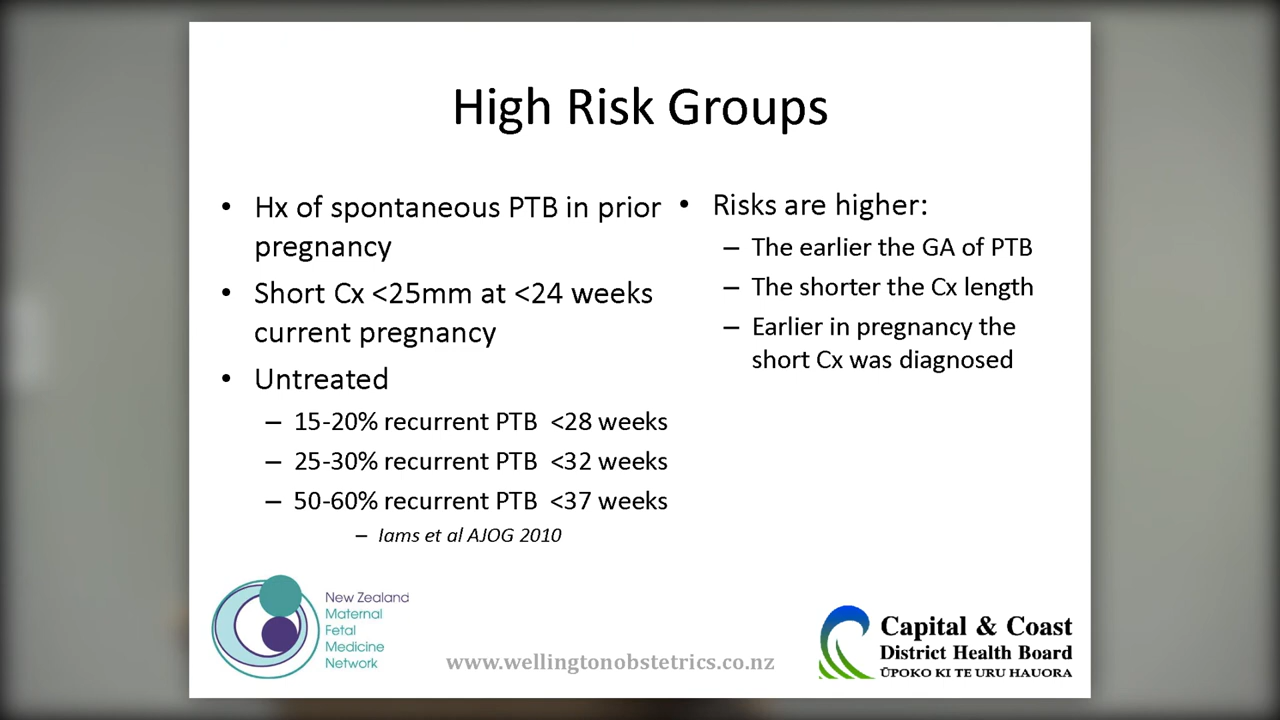 High Risk Groups
• Hx of spontaneous PTB in prior
pregnancy
• Short Cx <25mm at <24 weeks
current pregnancy
• Untreated
– 15-20% recurrent PTB <28 weeks
– 25-30% recurrent PTB <32 weeks
– 50-60% recurrent PTB <37 weeks
– Iams et al AJOG 2010
• Risks are higher:
– The earlier the GA of PTB
– The shorter the Cx length
– Earlier in pregnancy the
short Cx was diagnosed
New Zealand
Maternal
Fetal
Medicine
Network
www.wellingtonobstetrics.co.nz
Capital & Coast
District Health Board
ŪPOKO KI TE URU HAUORA